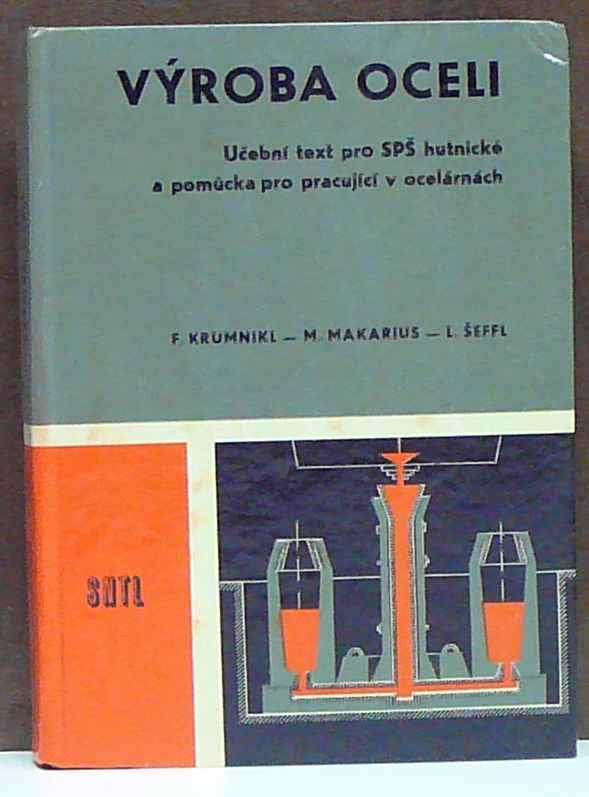 VÝROBA OCELI
Učební text pro SPŠ hutnické
a pomůcka pro pracující v ocelárnách
F. KRUMNIKL — M. MAKARIUS — L. ŠEFFL
SNTL